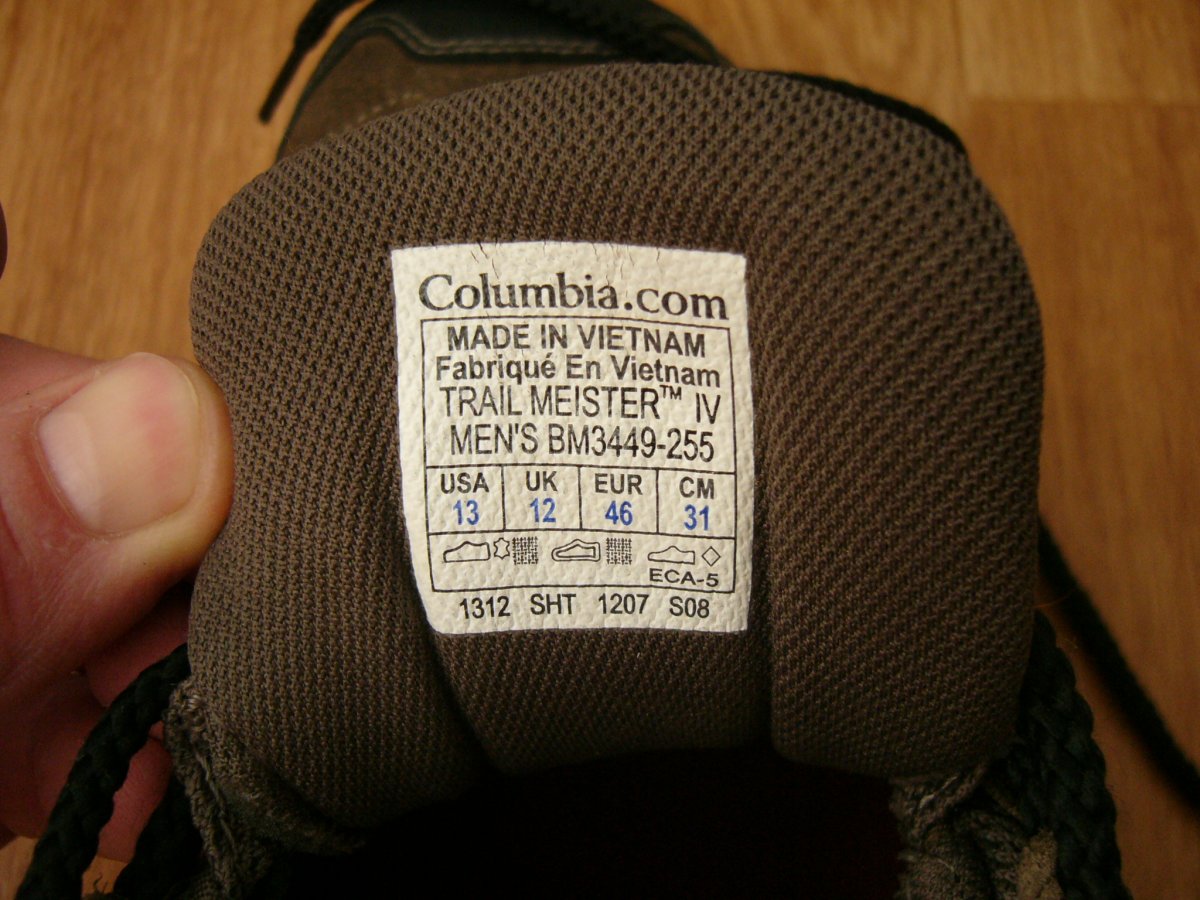 Columbia.com
MADE IN VIETNAM
Fabriqué En Vietnam
TRAIL MEISTER™ IV
MEN'S BM3449-255
USA UK EUR CM
13 12 46 31
ECA-5
1312 SHT 1207 S08